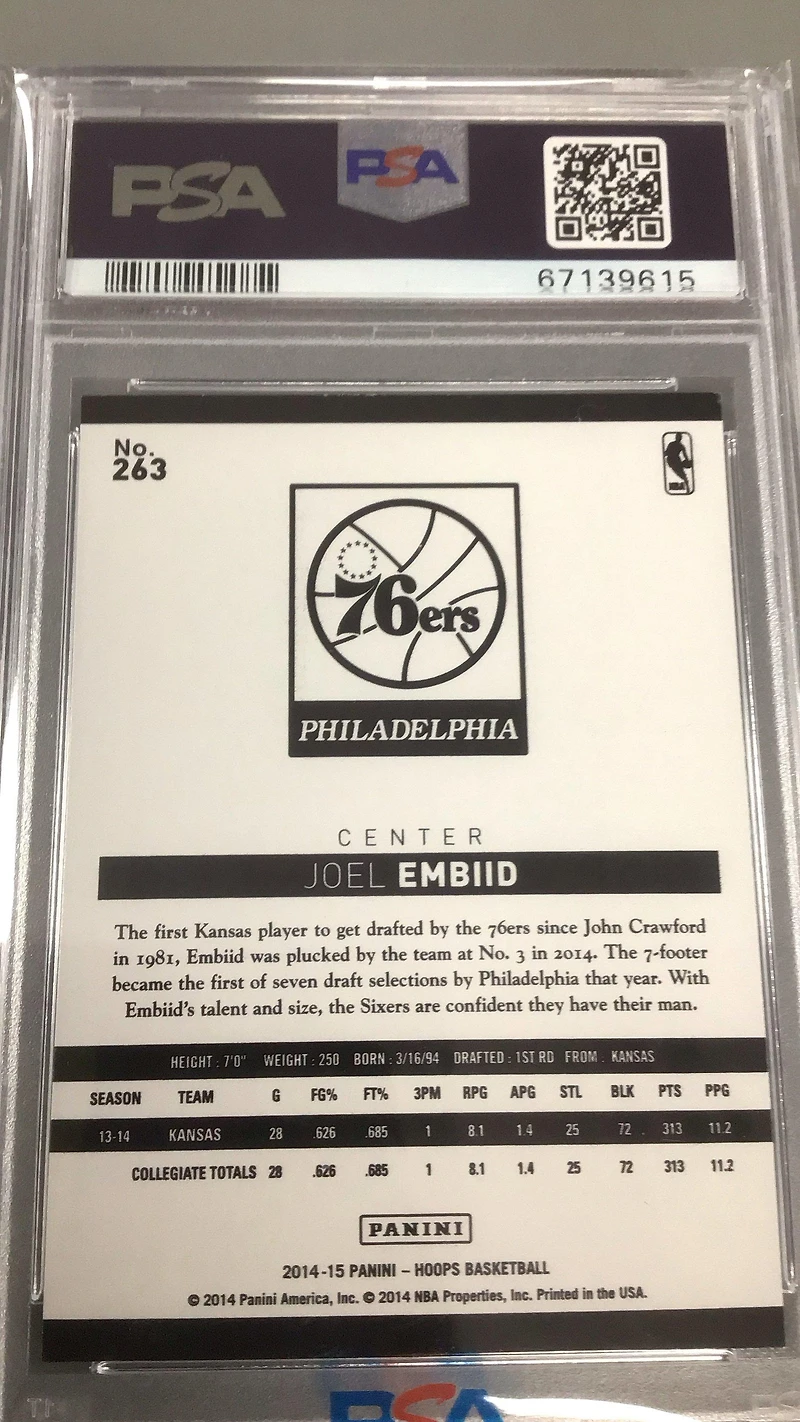 PSA PSA
67139615
No.
263
NBA
76ers
PHILADELPHIA
CENTER
JOEL EMBIID
The first Kansas player to get drafted by the 76ers since John Crawford
in 1981, Embiid was plucked by the team at No. 3 in 2014. The 7-footer
became the first of seven draft selections by Philadelphia that year. With
Embiid's talent and size, the Sixers are confident they have their man.
HEIGHT : 7'0" WEIGHT : 250 BORN : 3/16/94 DRAFTED : 1ST RD FROM : KANSAS
SEASON TEAM G FG% FT% 3PM RPG APG STL BLK PTS PPG
13-14 KANSAS 28 .626 .685 1 8.1 1.4 25 72 313 11.2
COLLEGIATE TOTALS 28 .626 .685 1 8.1 1.4 25 72 313 11.2
PANINI
2014-15 PANINI – HOOPS BASKETBALL
© 2014 Panini America, Inc. © 2014 NBA Properties, Inc. Printed in the USA.
PSA